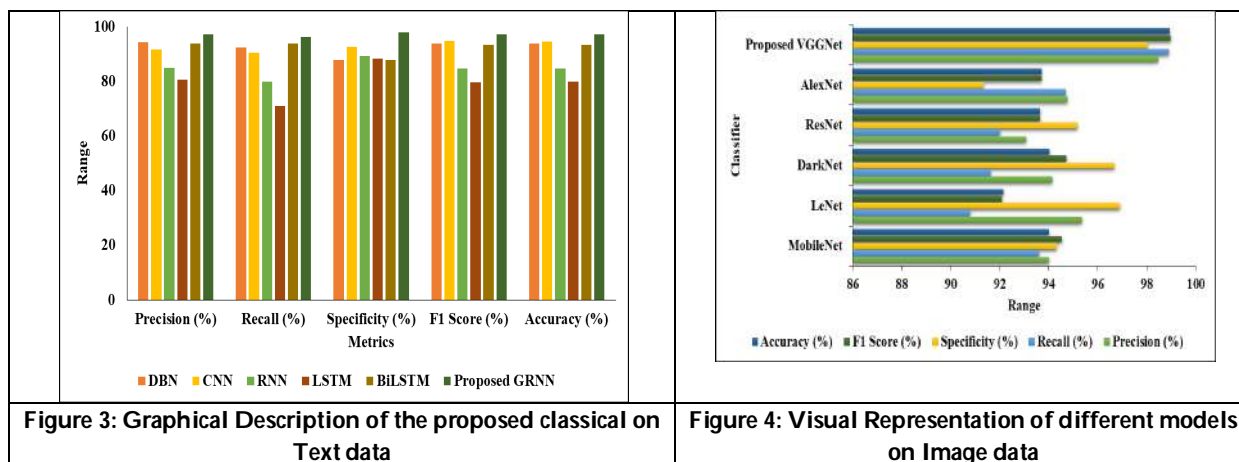 100
80
60
40
20
0
Range
Precision (%) Recall (%) Specificity (%) F1 Score (%) Accuracy (%)
Metrics
DBN CNN RNN LSTM BiLSTM Proposed GRNN
Figure 3: Graphical Description of the proposed classical on
Text data
Classifier
Proposed VGGNet
AlexNet
ResNet
DarkNet
LeNet
MobileNet
86 88 90 92 94 96 98 100
Range
Accuracy (%) F1 Score (%) Specificity (%) Recall (%) Precision (%)
Figure 4: Visual Representation of different models
on Image data